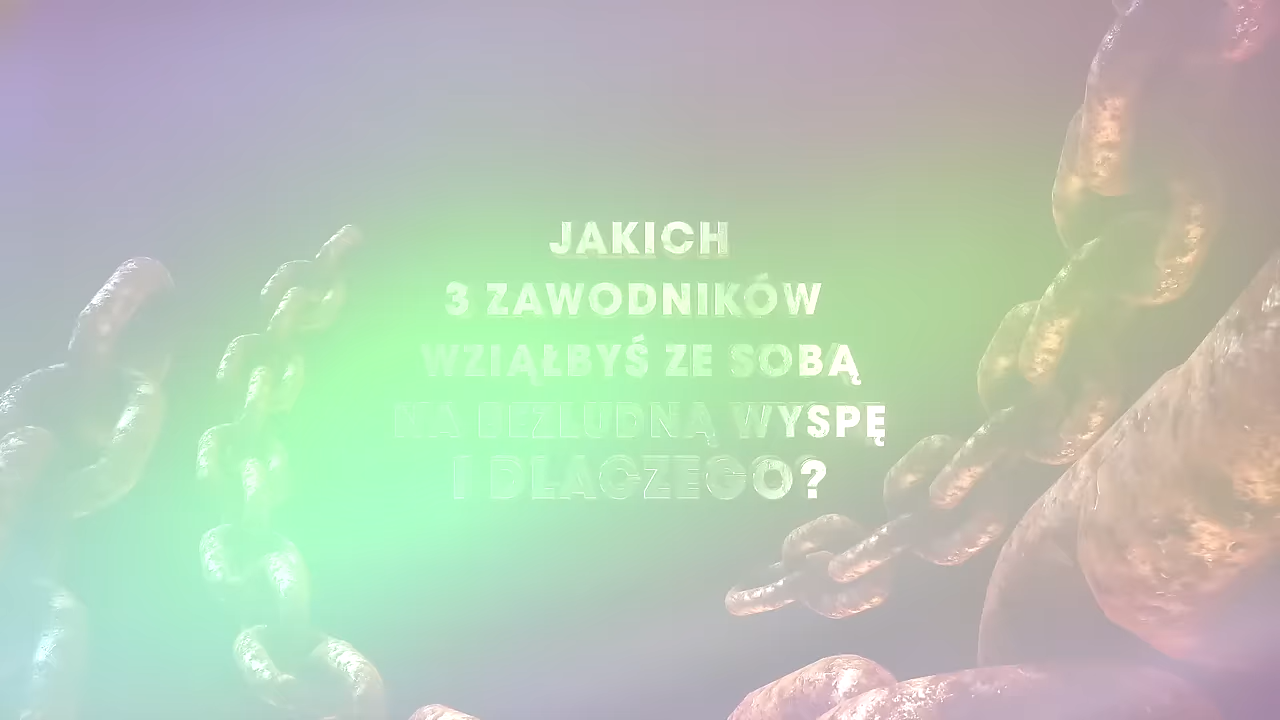 JAKICH
3 ZAWODNIKÓW
WZIĄŁBYŚ ZE SOBĄ
NA BEZLUDNĄ WYSPĘ
I DLACZEGO?